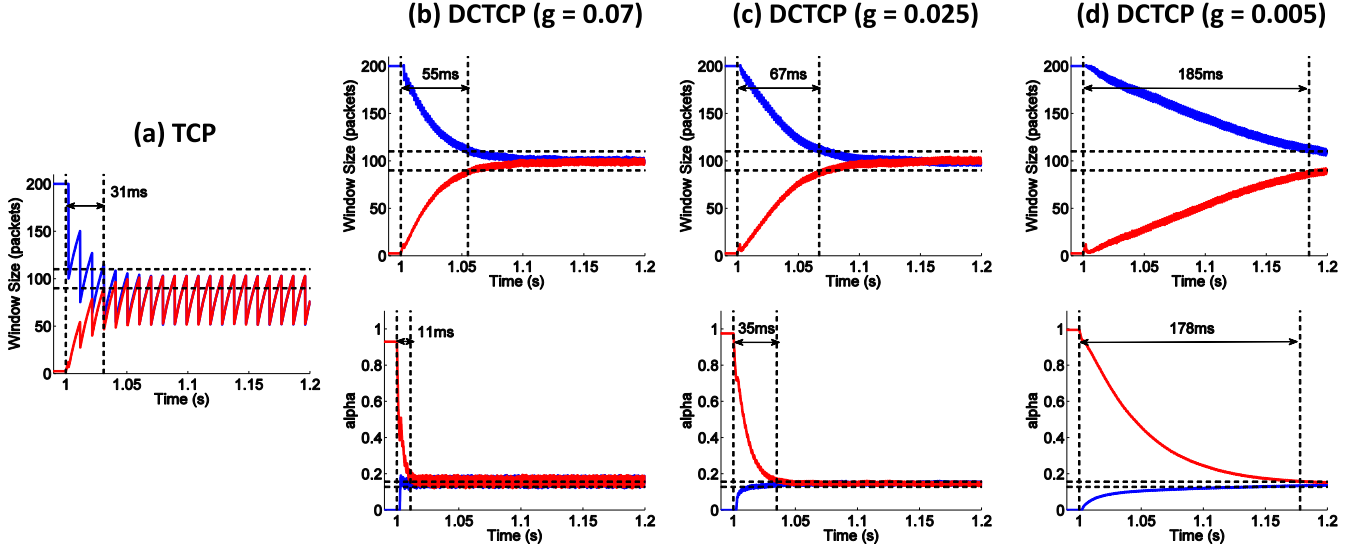 (a) TCP
Window Size (packets)
200
150
100
50
0
31ms
1 1.05 1.1 1.15 1.2
Time (s)
(b) DCTCP (g = 0.07)
Window Size (packets)
200
150
100
50
0
55ms
1 1.05 1.1 1.15 1.2
Time (s)
alpha
1
0.8
0.6
0.4
0.2
0
11ms
1 1.05 1.1 1.15 1.2
Time (s)
(c) DCTCP (g = 0.025)
Window Size (packets)
200
150
100
50
0
67ms
1 1.05 1.1 1.15 1.2
Time (s)
alpha
1
0.8
0.6
0.4
0.2
0
35ms
1 1.05 1.1 1.15 1.2
Time (s)
(d) DCTCP (g = 0.005)
Window Size (packets)
200
150
100
50
0
185ms
1 1.05 1.1 1.15 1.2
Time (s)
alpha
1
0.8
0.6
0.4
0.2
0
178ms
1 1.05 1.1 1.15 1.2
Time (s)